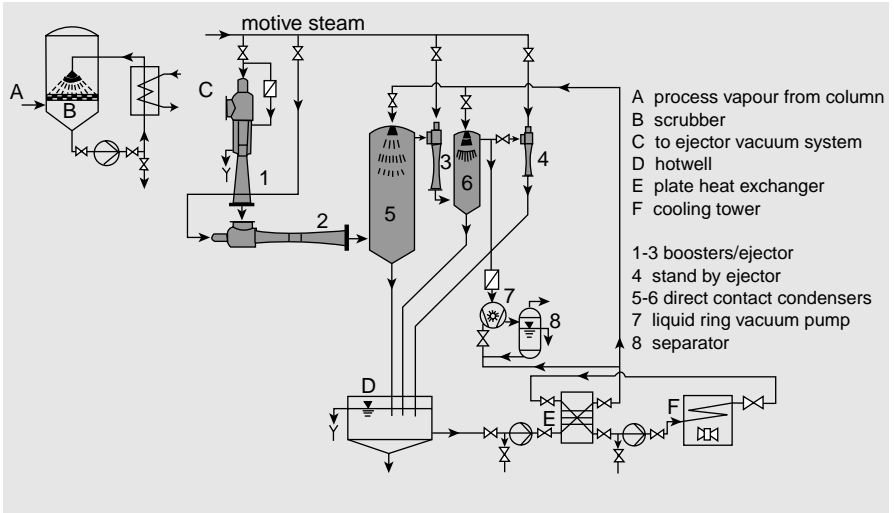 motive steam
A
B
C
1
2
3
4
5
6
7
8
D
E
F
A process vapour from column
B scrubber
C to ejector vacuum system
D hotwell
E plate heat exchanger
F cooling tower
1-3 boosters/ejector
4 stand by ejector
5-6 direct contact condensers
7 liquid ring vacuum pump
8 separator